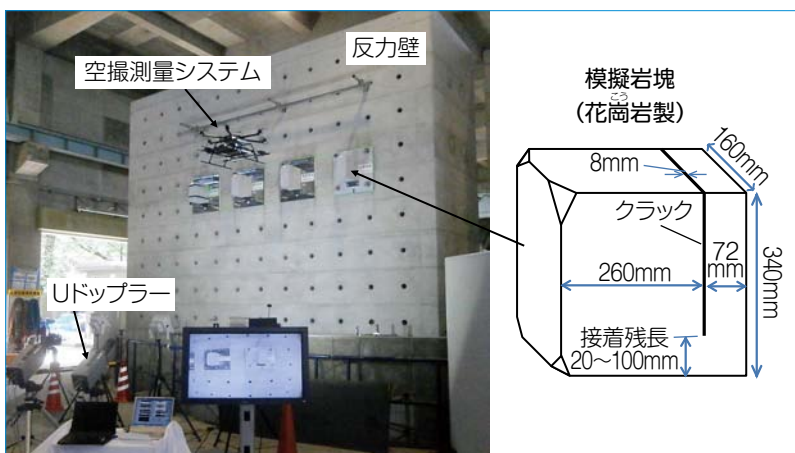 反力壁
空撮測量システム
Uドップラー
模擬岩塊
こう
(花崗岩製)
160mm
8mm
クラック
72
mm
260mm
340mm
接着残長
20~100mm